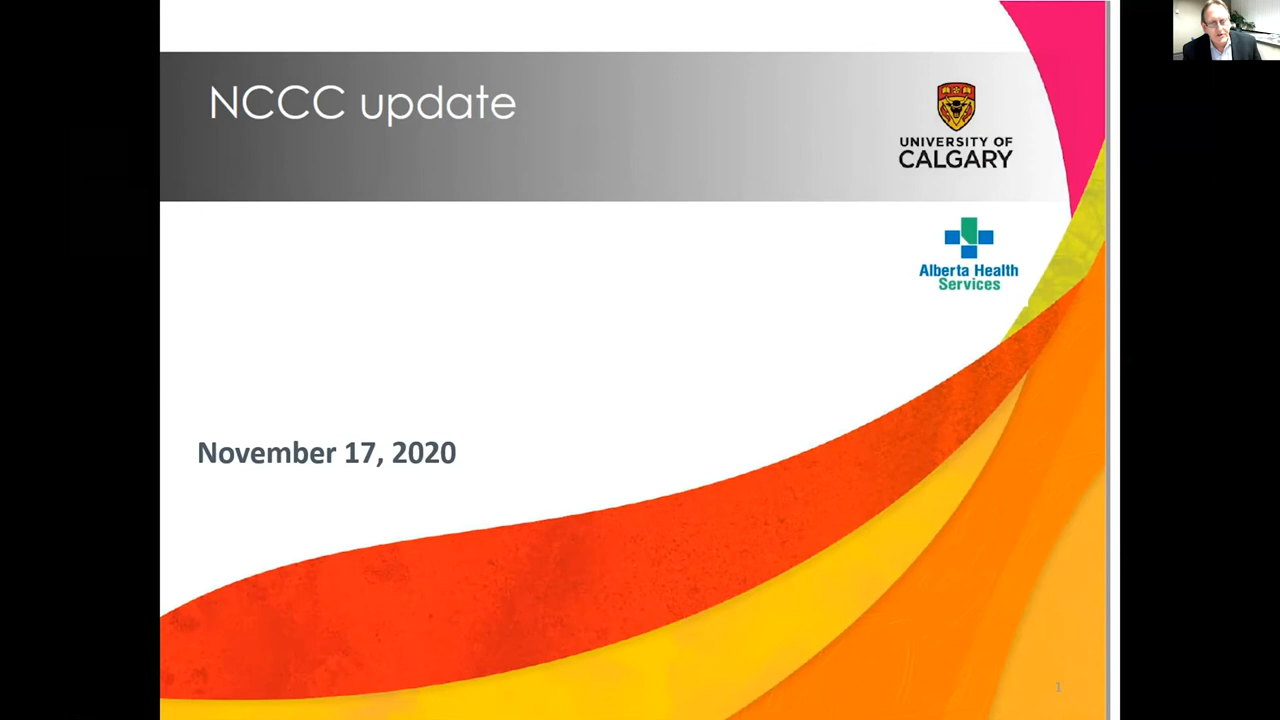 NCCC update
UNIVERSITY OF
CALGARY
Alberta Health
Services
November 17, 2020
1